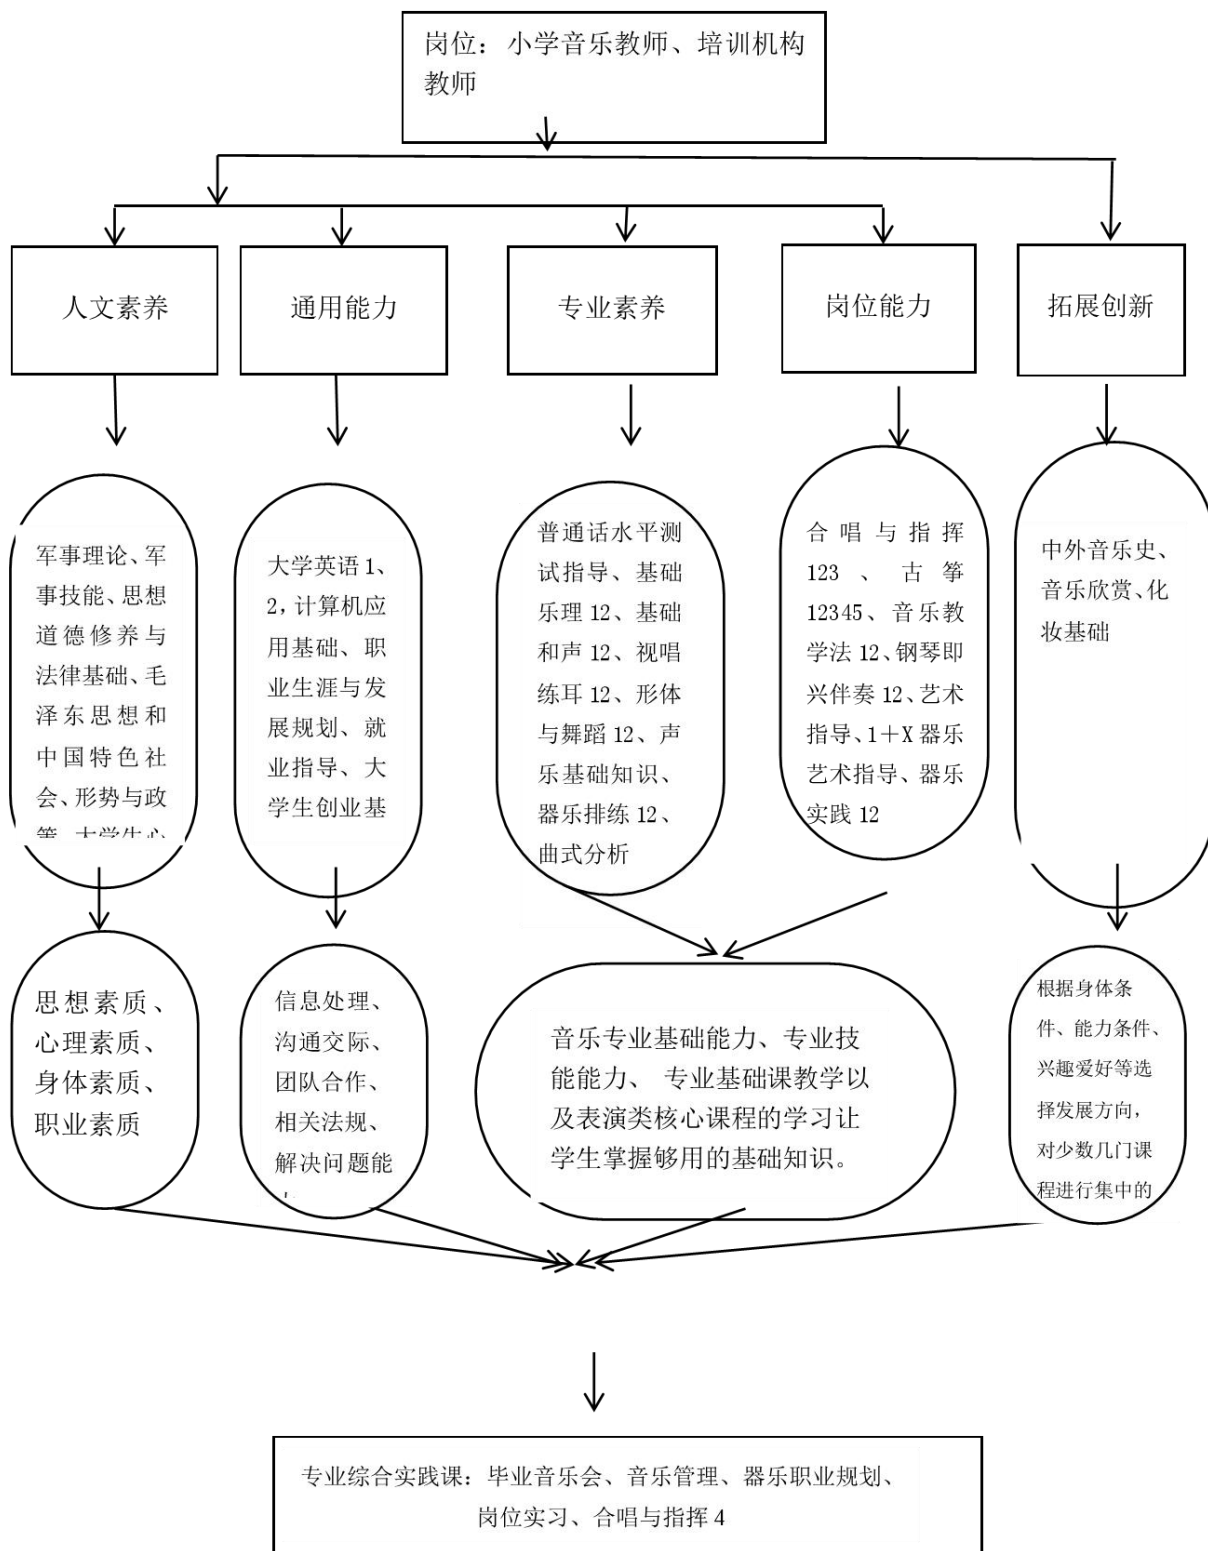 岗位：小学音乐教师、培训机构
教师
人文素养
通用能力
专业素养
岗位能力
拓展创新
军事理论、军
事技能、思想
道德修养与
法律基础、毛
泽东思想和
中国特色社
会、形势与政
策、大学生心
大学英语 1、
2，计算机应
用基础、职
业生涯与发
展规划、就
业指导、大
学生创业基
普通话水平测
试指导、基础
乐理 12、基础
和声 12、视唱
练耳 12、形体
与舞蹈 12、声
乐基础知识、
器乐排练 12、
曲式分析
合唱与指挥
123、古筝
12345、音乐教
学法 12、钢琴即
兴伴奏 12、艺术
指导、1＋X 器乐
艺术指导、器乐
实践 12
中外音乐史、
音乐欣赏、化
妆基础
思想素质、
心理素质、
身体素质、
职业素质
信息处理、
沟通交际、
团队合作、
相关法规、
解决问题能
音乐专业基础能力、专业技
能能力、 专业基础课教学以
及表演类核心课程的学习让
学生掌握够用的基础知识。
根据身体条
件、能力条件、
兴趣爱好等选
择发展方向，
对少数几门课
程进行集中的
专业综合实践课：毕业音乐会、音乐管理、器乐职业规划、
岗位实习、合唱与指挥 4